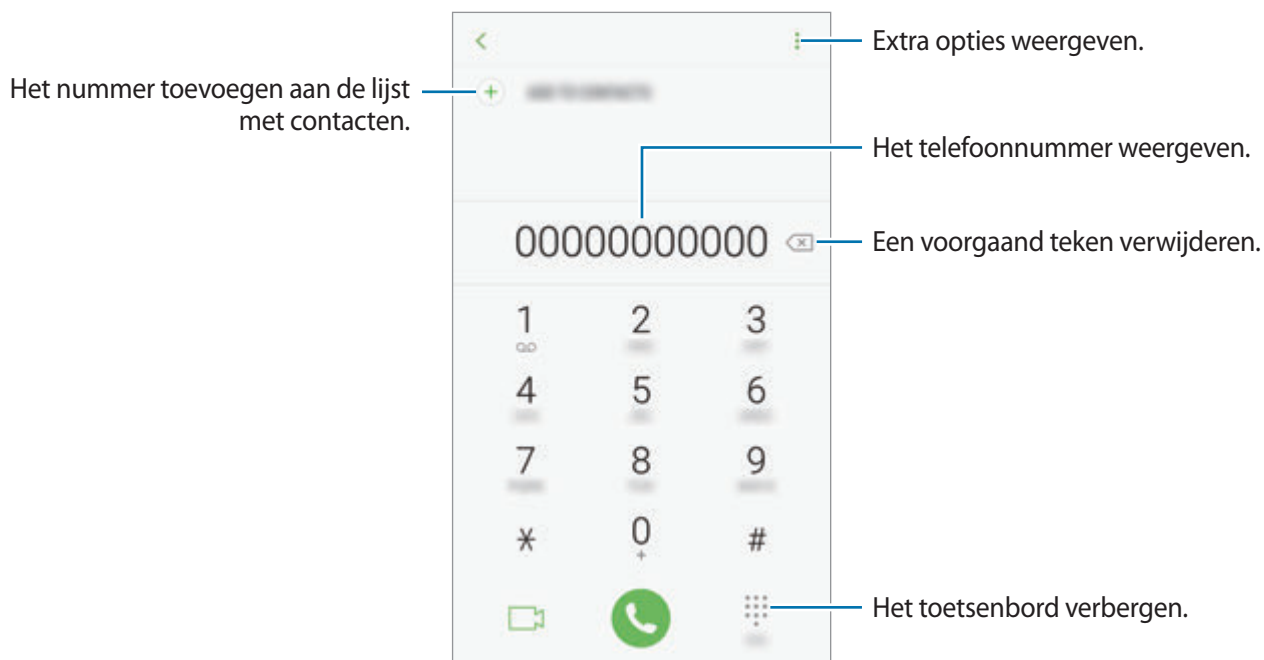 Extra opties weergeven.
Het nummer toevoegen aan de lijst
met contacten.
Het telefoonnummer weergeven.
00000000000
Een voorgaand teken verwijderen.
1 2 3
4 5 6
7 8 9
* 0 #
+
Het toetsenbord verbergen.